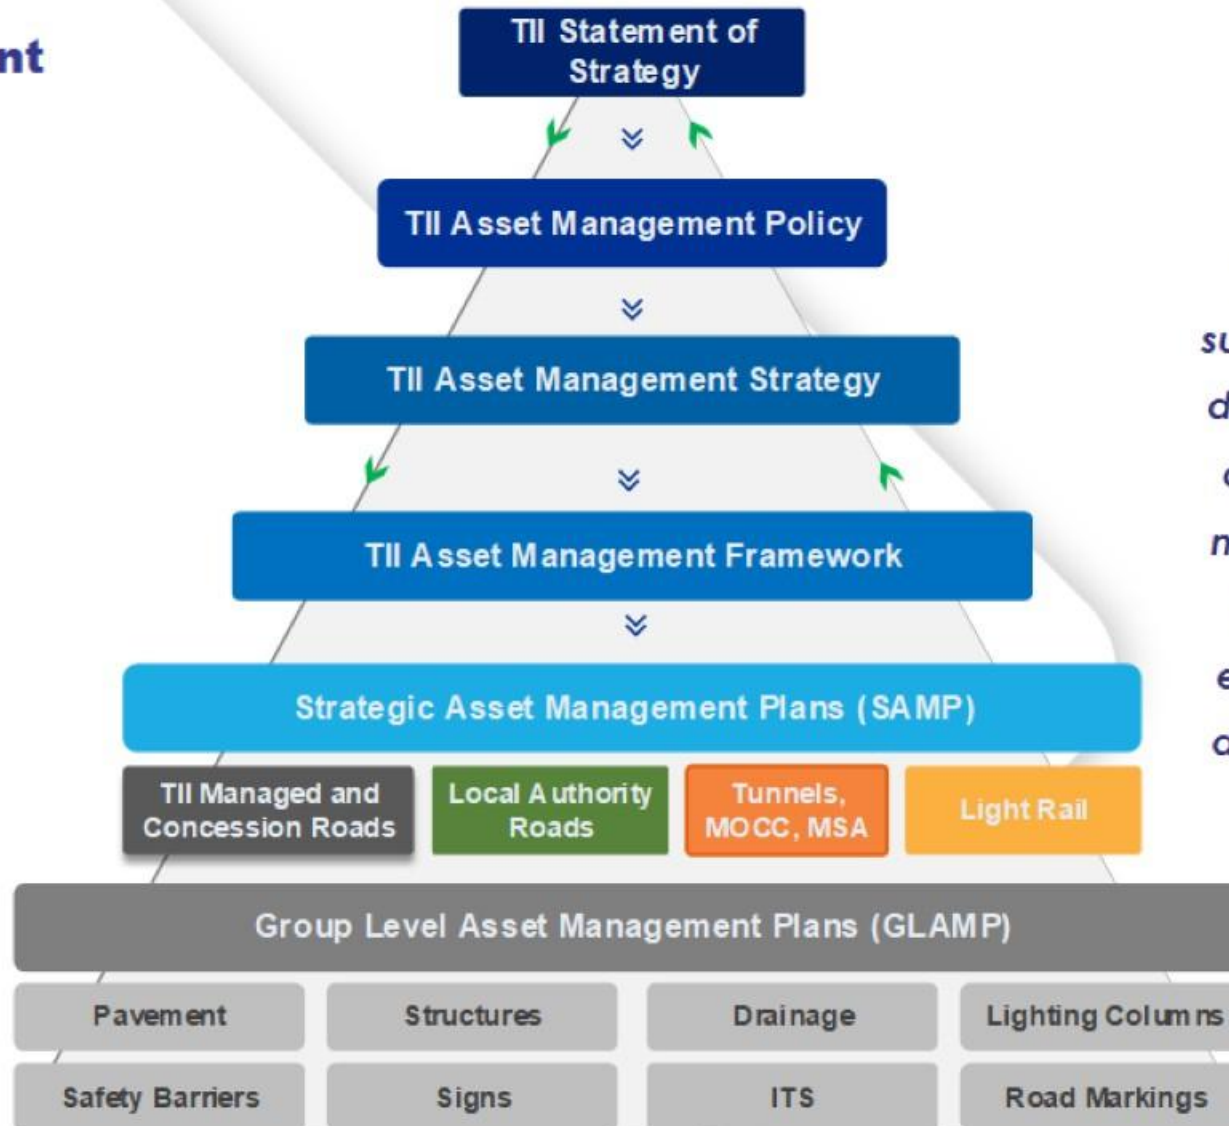 nt
TII Statement of
Strategy
TII Asset Management Policy
TII Asset Management Strategy
TII Asset Management Framework
Strategic Asset Management Plans (SAMP)
TII Managed and
Concession Roads
Local Authority
Roads
Tunnels,
MOCC, MSA
Light Rail
Group Level Asset Management Plans (GLAMP)
Pavement
Structures
Drainage
Lighting Columns
Safety Barriers
Signs
ITS
Road Markings
su
d
n
e